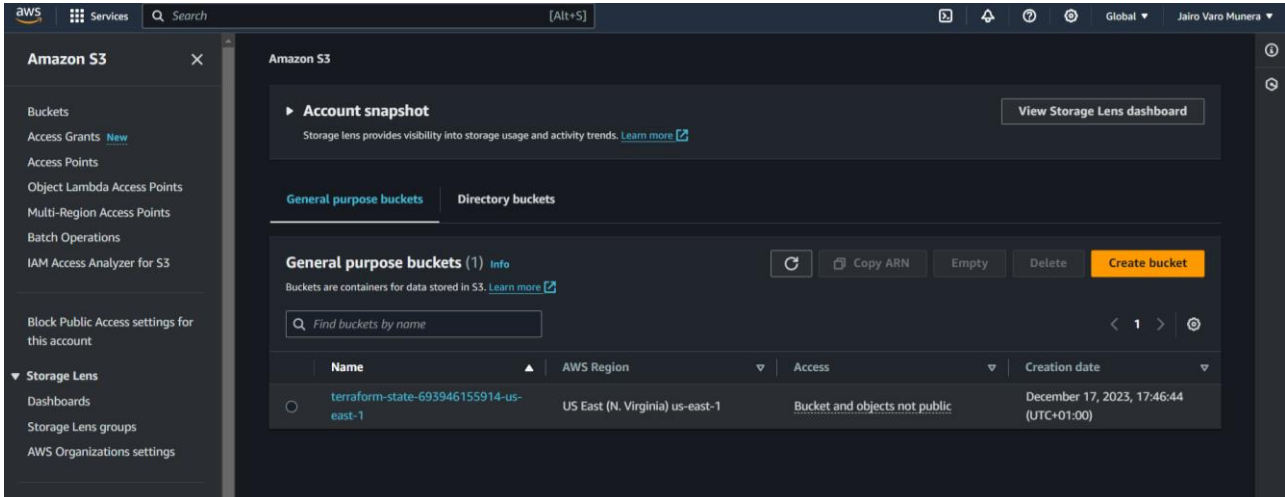 aws Services Search [Alt+S] Global ▼ Jairo Varo Munera ▼
Amazon S3
Buckets
Access Grants New
Access Points
Object Lambda Access Points
Multi-Region Access Points
Batch Operations
IAM Access Analyzer for S3
Block Public Access settings for
this account
▼ Storage Lens
Dashboards
Storage Lens groups
AWS Organizations settings
Amazon S3
▶ Account snapshot
View Storage Lens dashboard
Storage lens provides visibility into storage usage and activity trends. Learn more
General purpose buckets Directory buckets
General purpose buckets (1) Info
Copy ARN Empty Delete Create bucket
Buckets are containers for data stored in S3. Learn more
Find buckets by name
< 1 >
Name ▲ AWS Region Access Creation date
terraform-state-693946155914-us-
east-1
US East (N. Virginia) us-east-1
Bucket and objects not public
December 17, 2023, 17:46:44
(UTC+01:00)